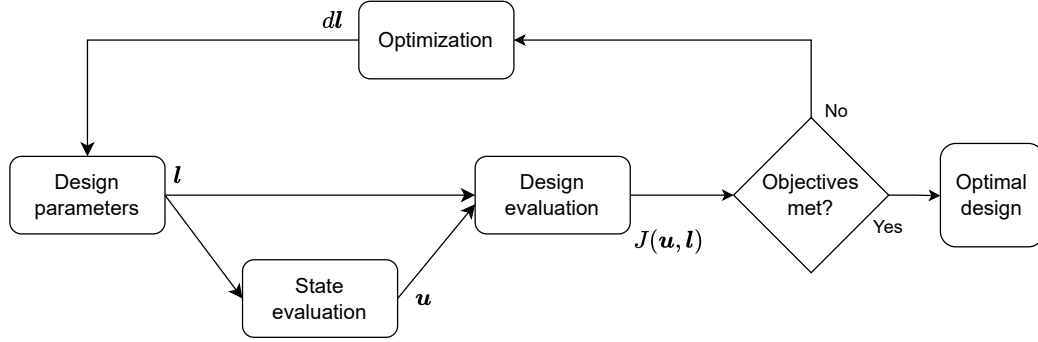 dl
Optimization
No
Design
parameters
l
Design
evaluation
J(u, l)
Objectives
met?
Yes
Optimal
design
State
evaluation
u